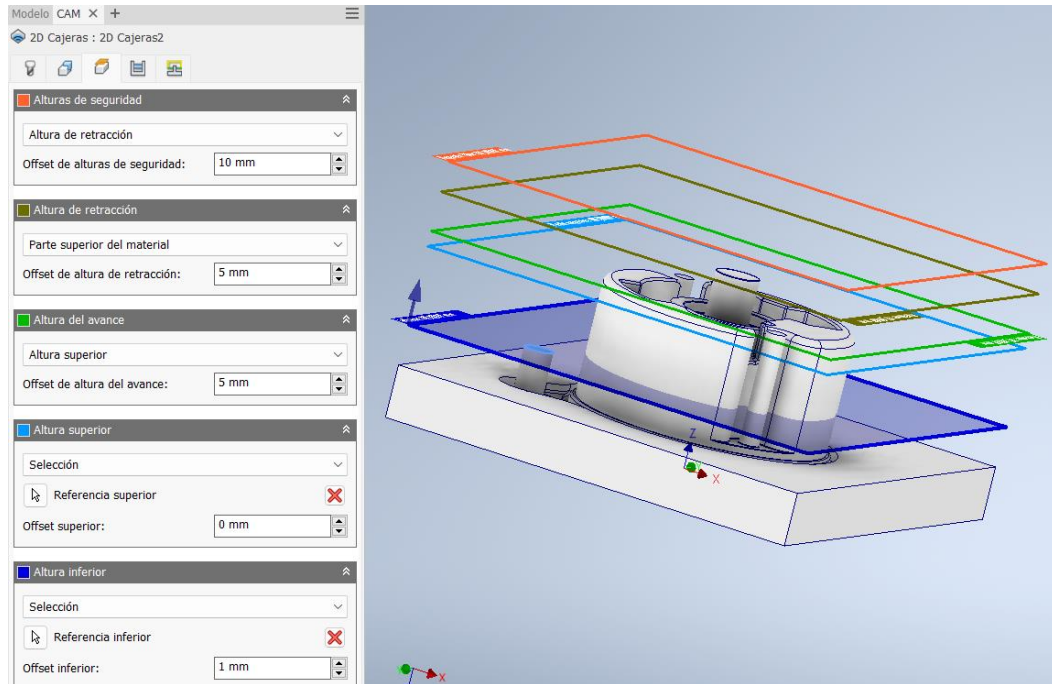 Modelo CAM × +
2D Cajeras : 2D Cajeras2
Alturas de seguridad
Altura de retracción
Offset de alturas de seguridad: 10 mm
Altura de retracción
Parte superior del material
Offset de altura de retracción: 5 mm
Altura del avance
Altura superior
Offset de altura del avance: 5 mm
Altura superior
Selección
Referencia superior
Offset superior: 0 mm
Altura inferior
Selección
Referencia inferior
Offset inferior: 1 mm
Z
X
X